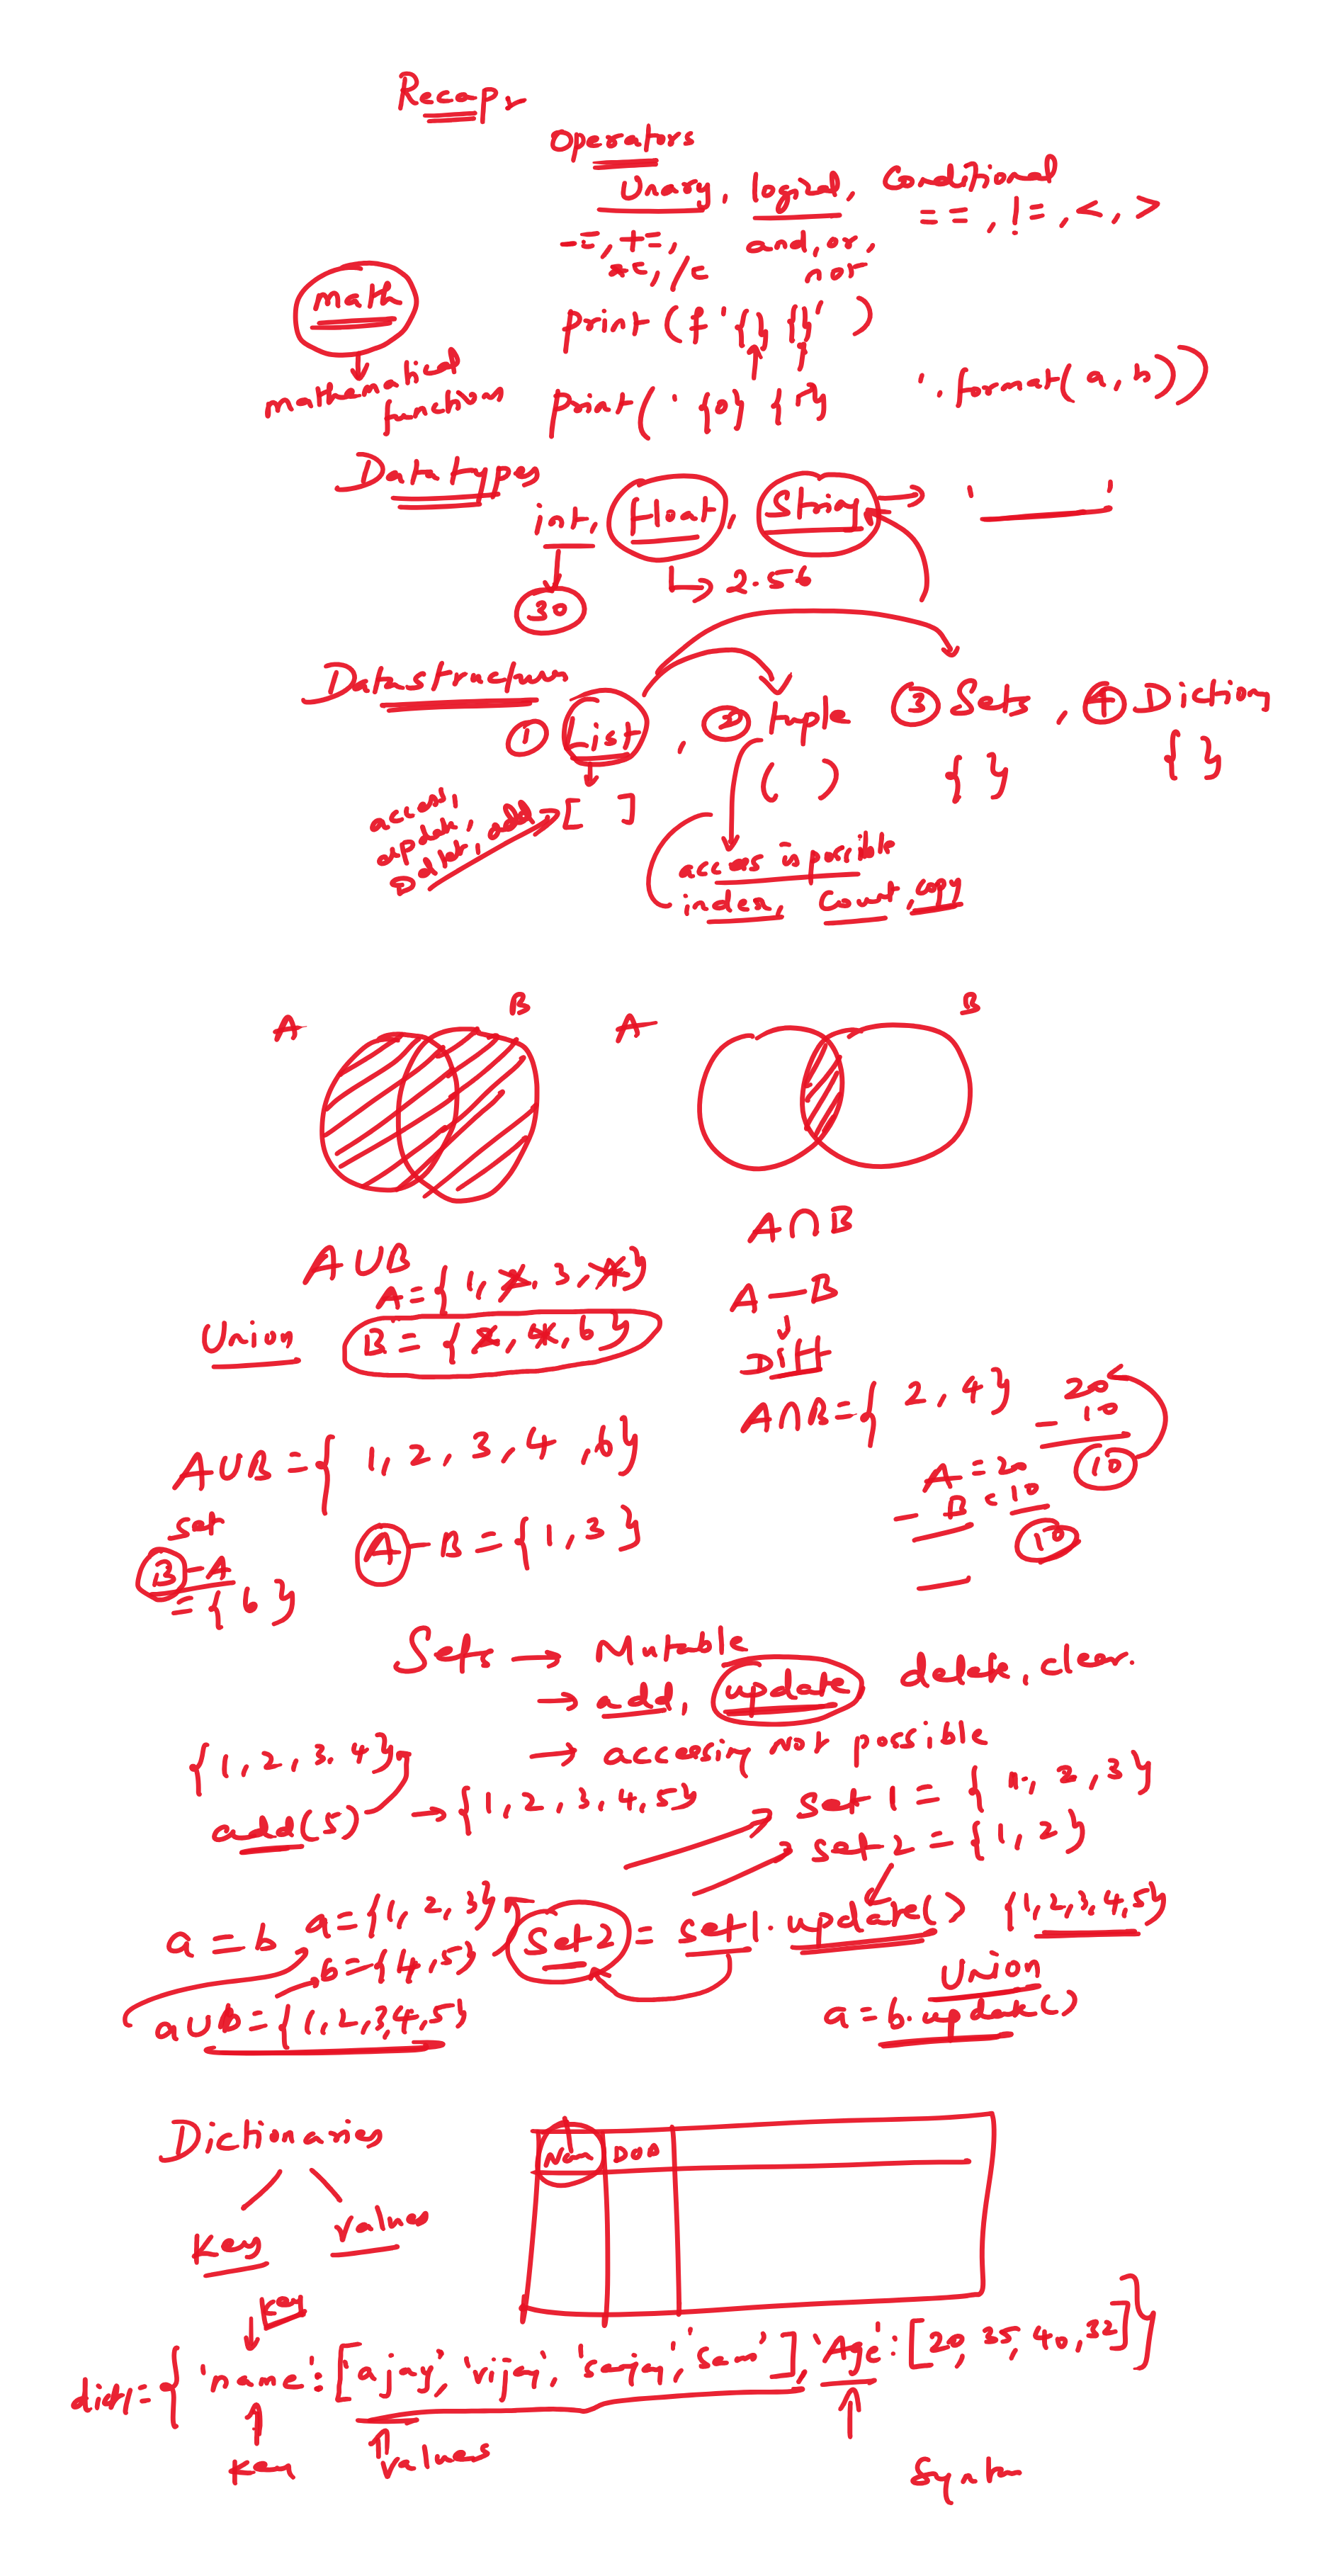 Recap
Operators
Unary, logical, Conditional
-=, +=, and, or, ==, !=, <, >
*=, /= nor
math print(f'{} {}')
mathematical
function print(' {0} {1} '.format(a,b))
Data types
int, float, String → ' '
30 2.56
Data structures
① List, ② tuple ③ Sets, ④ Diction
[ ] ( ) { } { }
access,
update,
delet, add
access is possible
index, Count, copy
A B A B
AUB A∩B
A={1, 2, 3, 4} A-B
Union B = {2, 4, 6} Diff
A∩B={ 2, 4} 20
- 10
10
AUB={ 1, 2, 3, 4, 6} A=20
- B=10
10
set
B-A A-B={1,3}
={6}
Sets → Mutable
→ add, update delete, clear.
→ accessing not possible
{1, 2, 3. 4}
add(5) → {1, 2, 3, 4, 5}
set1 = {1, 2, 3}
set2 = {1, 2}
a=b a={1, 2, 3} Set2 = set1.update() {1,2,3,4,5}
b={4,5} Union
aUb={1,2,3,4,5} a=b.update()
Dictionaries
Key values
Nam DOB
Key
dict={'name':['ajay', 'vijay', 'sanjay', 'Sam'], 'Age':[20, 35, 40, 32]}
Key values
Syntax